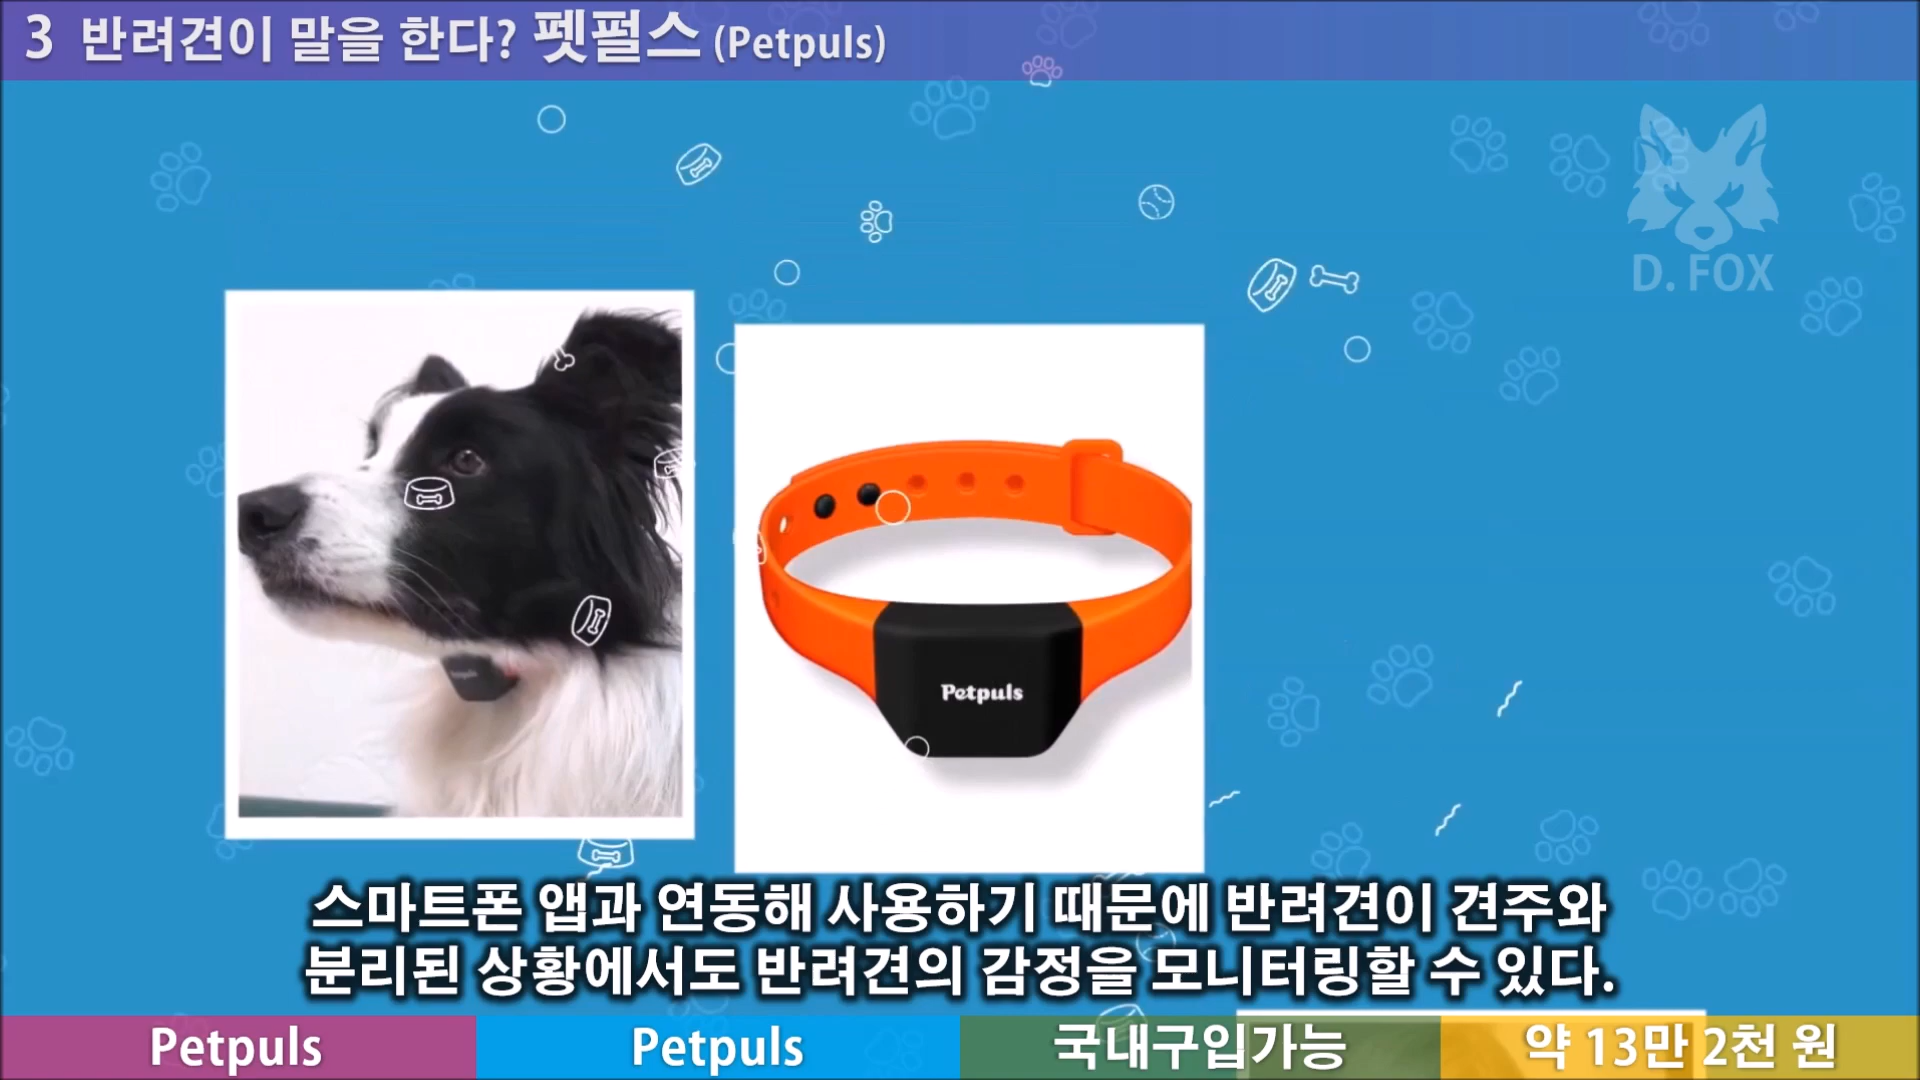 3 반려견이 말을 한다? 펫펄스 (Petpuls)
D. FOX
Petpuls
스마트폰 앱과 연동해 사용하기 때문에 반려견이 견주와
분리된 상황에서도 반려견의 감정을 모니터링할 수 있다.
Petpuls
Petpuls
국내구입가능
약 13만 2천 원